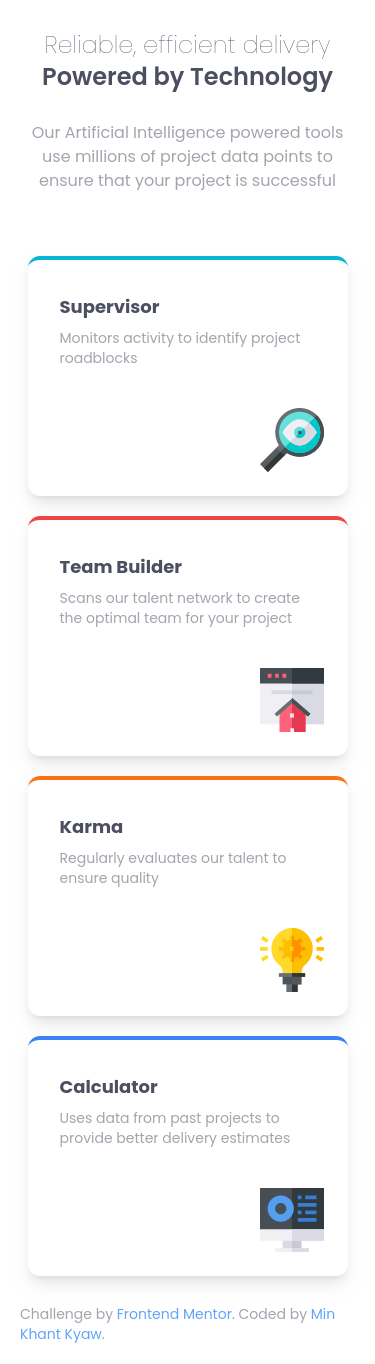 Reliable, efficient delivery
Powered by Technology
Our Artificial Intelligence powered tools
use millions of project data points to
ensure that your project is successful
Supervisor
Monitors activity to identify project
roadblocks
Team Builder
Scans our talent network to create
the optimal team for your project
Karma
Regularly evaluates our talent to
ensure quality
Calculator
Uses data from past projects to
provide better delivery estimates
Challenge by Frontend Mentor. Coded by Min
Khant Kyaw.